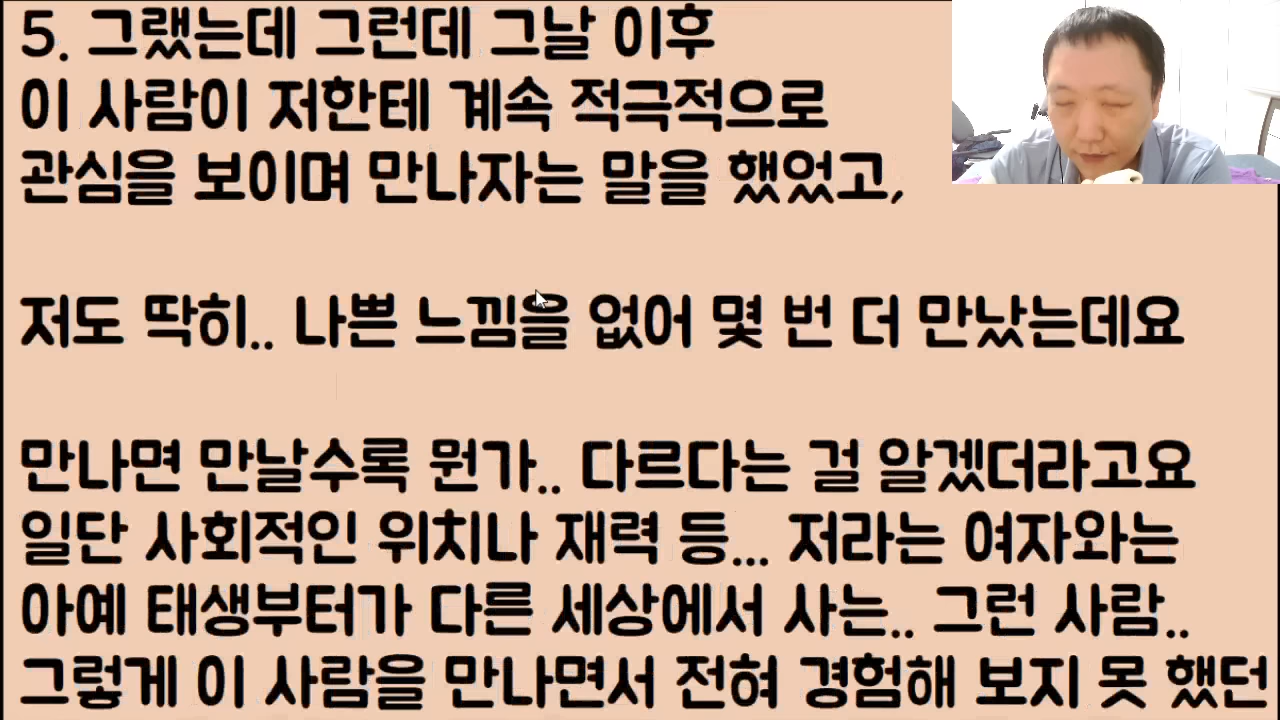 5. 그랬는데 그런데 그날 이후
이 사람이 저한테 계속 적극적으로
관심을 보이며 만나자는 말을 했었고,
저도 딱히.. 나쁜 느낌을 없어 몇 번 더 만났는데요
만나면 만날수록 뭔가.. 다르다는 걸 알겠더라고요
일단 사회적인 위치나 재력 등... 저라는 여자와는
아예 태생부터가 다른 세상에서 사는.. 그런 사람..
그렇게 이 사람을 만나면서 전혀 경험해 보지 못 했던